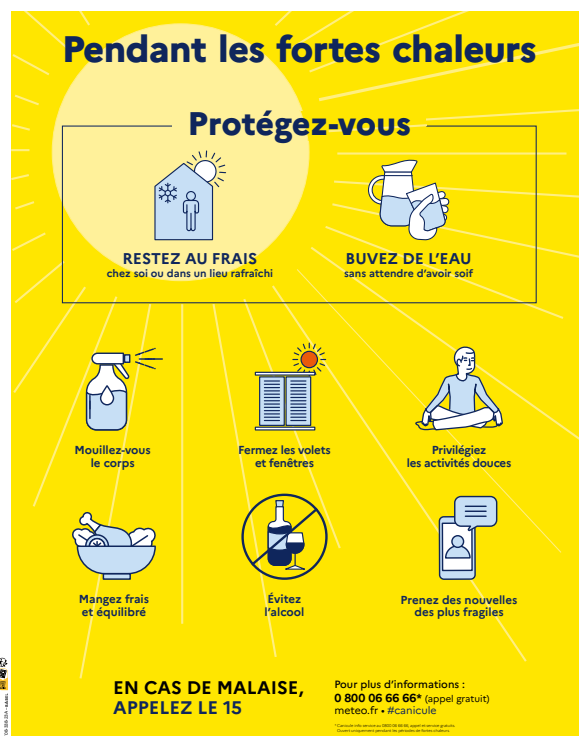 Pendant les fortes chaleurs
Protégez-vous
RESTEZ AU FRAIS
chez soi ou dans un lieu rafraîchi
BUVEZ DE L'EAU
sans attendre d'avoir soif
Mouillez-vous
le corps
Fermez les volets
et fenêtres
Privilégiez
les activités douces
Mangez frais
et équilibré
Évitez
l'alcool
Prenez des nouvelles
des plus fragiles
EN CAS DE MALAISE,
APPELEZ LE 15
Pour plus d'informations :
0 800 06 66 66* (appel gratuit)
meteo.fr • #canicule